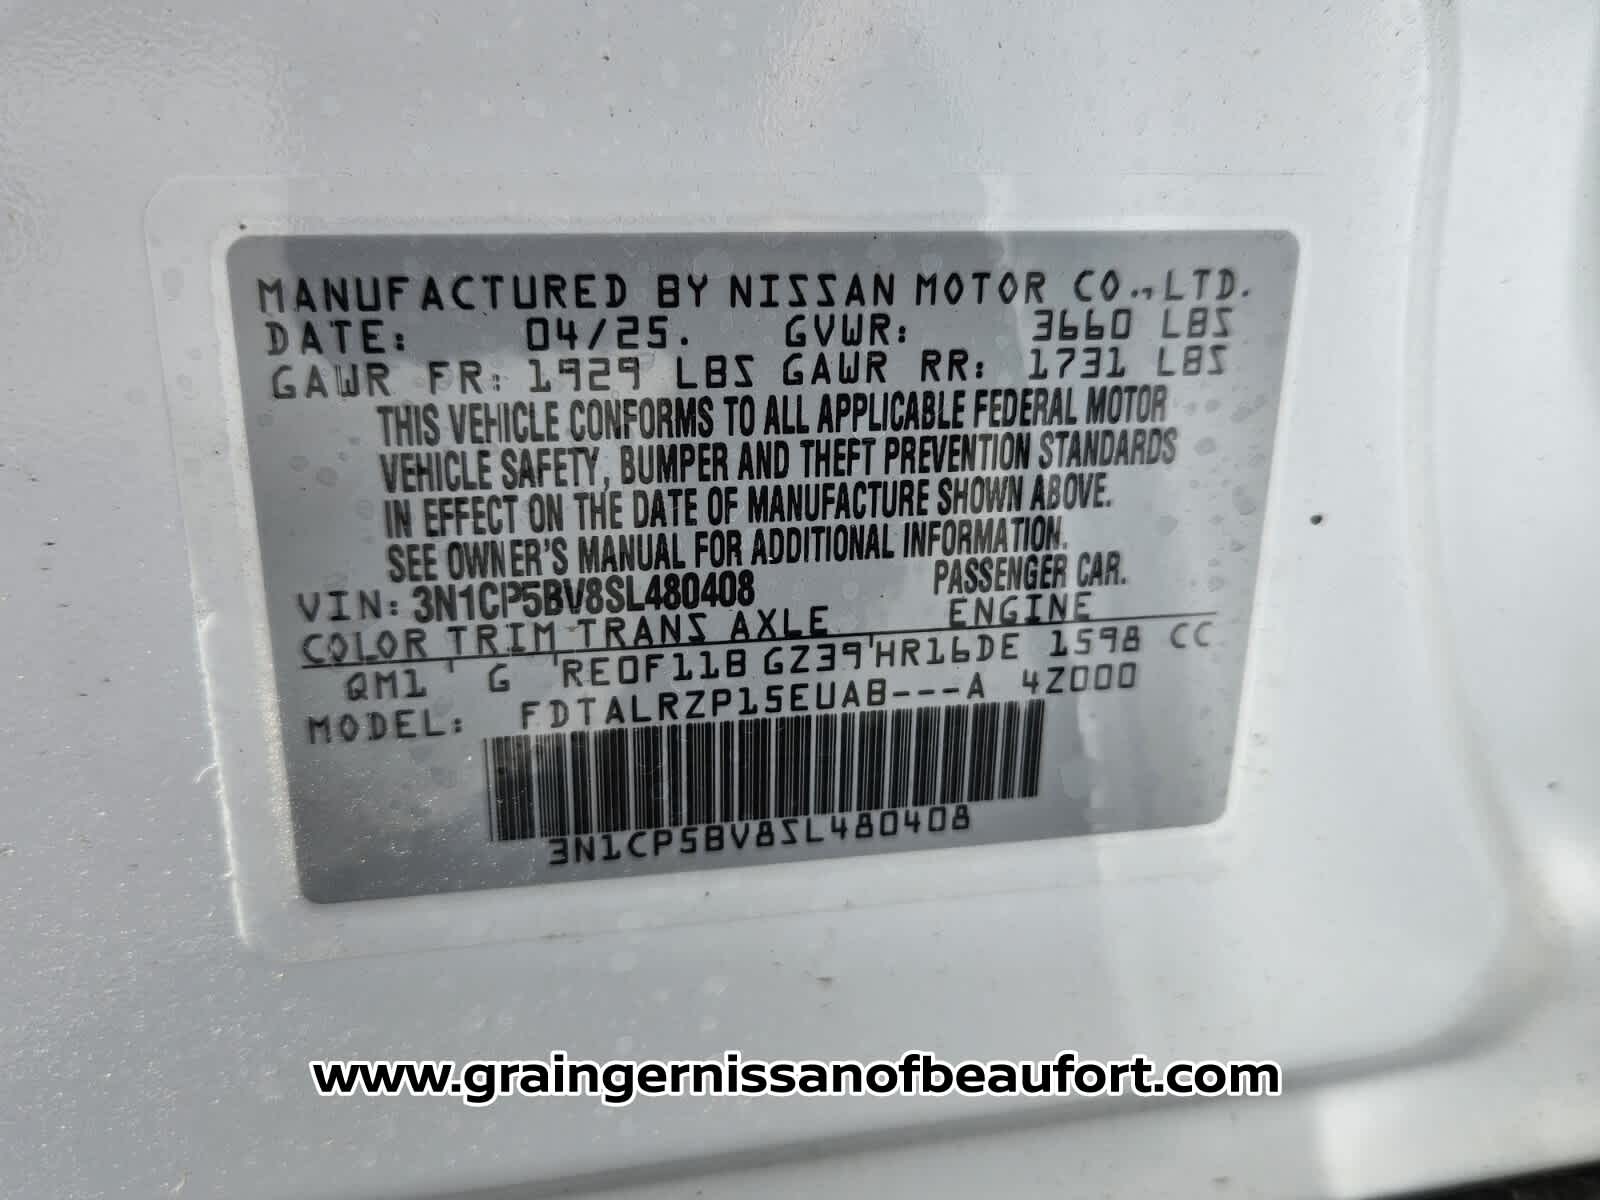 MANUFACTURED BY NISSAN MOTOR CO.,LTD.
DATE: 04/25. GVWR: 3660 LBS
GAWR FR: 1929 LBS GAWR RR: 1731 LBS
THIS VEHICLE CONFORMS TO ALL APPLICABLE FEDERAL MOTOR
VEHICLE SAFETY, BUMPER AND THEFT PREVENTION STANDARDS
IN EFFECT ON THE DATE OF MANUFACTURE SHOWN ABOVE.
SEE OWNER'S MANUAL FOR ADDITIONAL INFORMATION.
VIN: 3N1CP5BV8SL480408 PASSENGER CAR.
COLOR TRIM TRANS AXLE ENGINE
QM1 G RE0F11B GZ39 HR16DE 1598 CC
MODEL: FDTALRZP15EUAB---A 4Z000
3N1CP5BV8SL480408
www.graingernissanofbeaufort.com